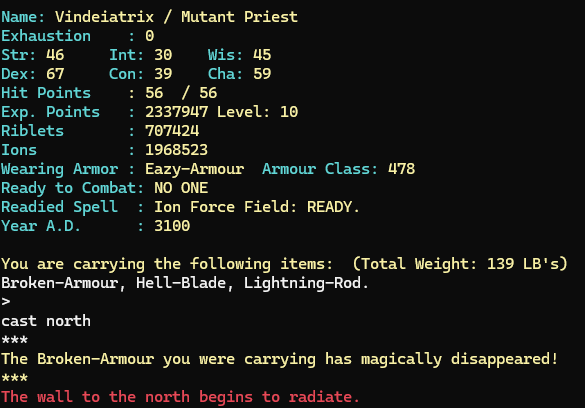 Name: Vindeiatrix / Mutant Priest
Exhaustion    : 0
Str: 46     Int: 30    Wis: 45
Dex: 67     Con: 39    Cha: 59
Hit Points    : 56  / 56
Exp. Points   : 2337947 Level: 10
Riblets       : 707424
Ions          : 1968523
Wearing Armor : Eazy-Armour  Armour Class: 478
Ready to Combat: NO ONE
Readied Spell  : Ion Force Field: READY.
Year A.D.      : 3100
You are carrying the following items:  (Total Weight: 139 LB's)
Broken-Armour, Hell-Blade, Lightning-Rod.
>
cast north
***
The Broken-Armour you were carrying has magically disappeared!
***
The wall to the north begins to radiate.